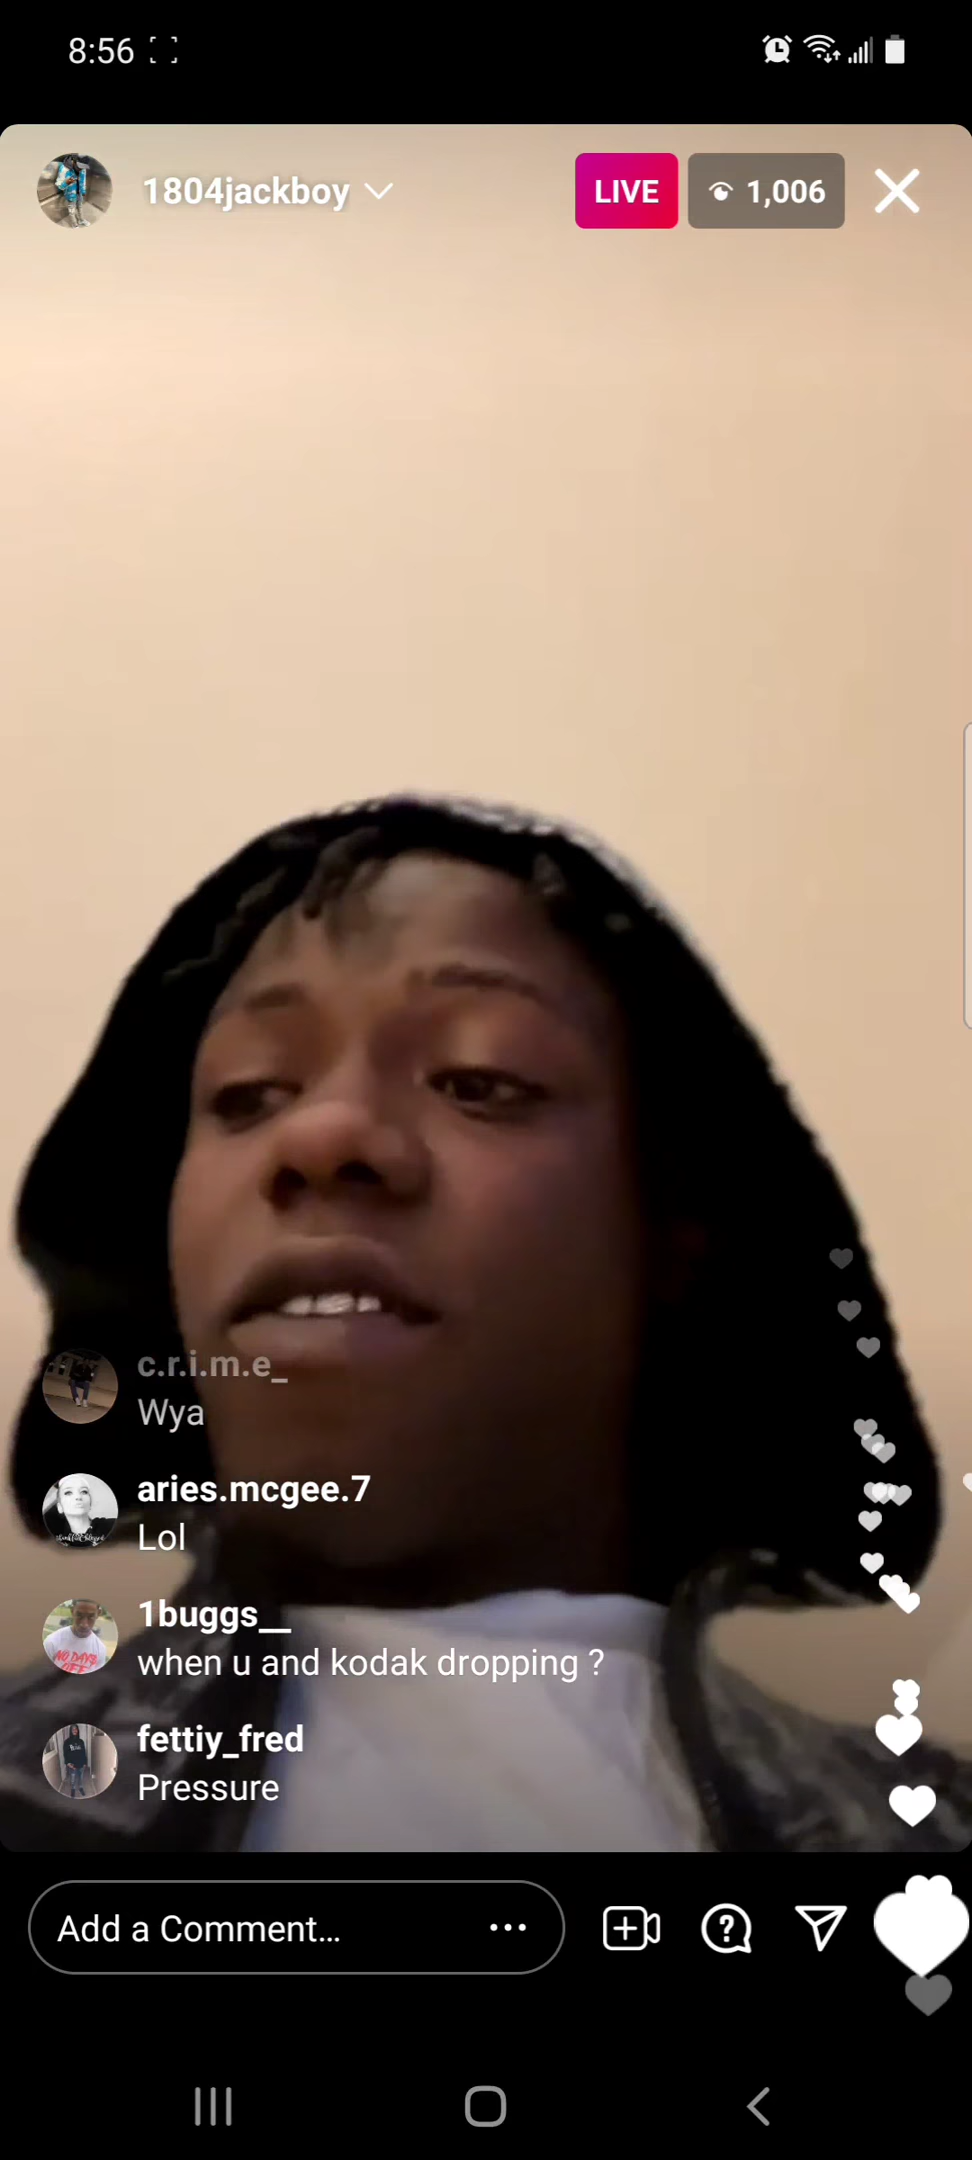 8:56
1804jackboy
LIVE
1,006
c.r.i.m.e_
Wya
aries.mcgee.7
Lol
1buggs__
when u and kodak dropping ?
fettiy_fred
Pressure
Add a Comment...